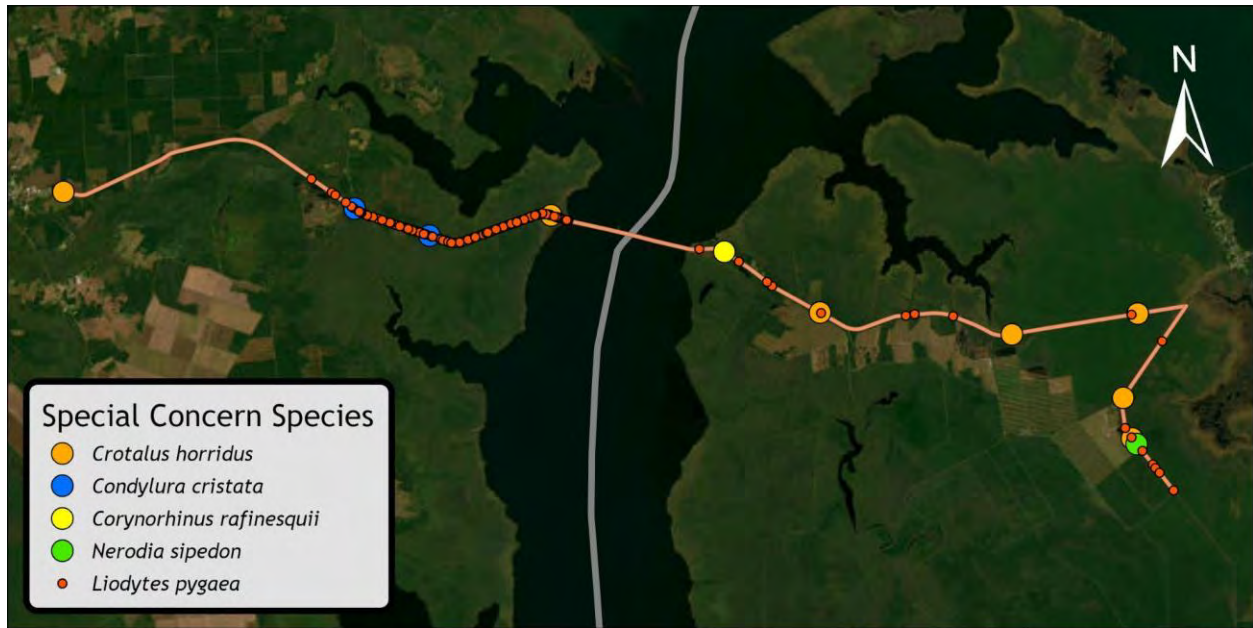 N
Special Concern Species
Crotalus horridus
Condylura cristata
Corynorhinus rafinesquii
Nerodia sipedon
Liodytes pygaea